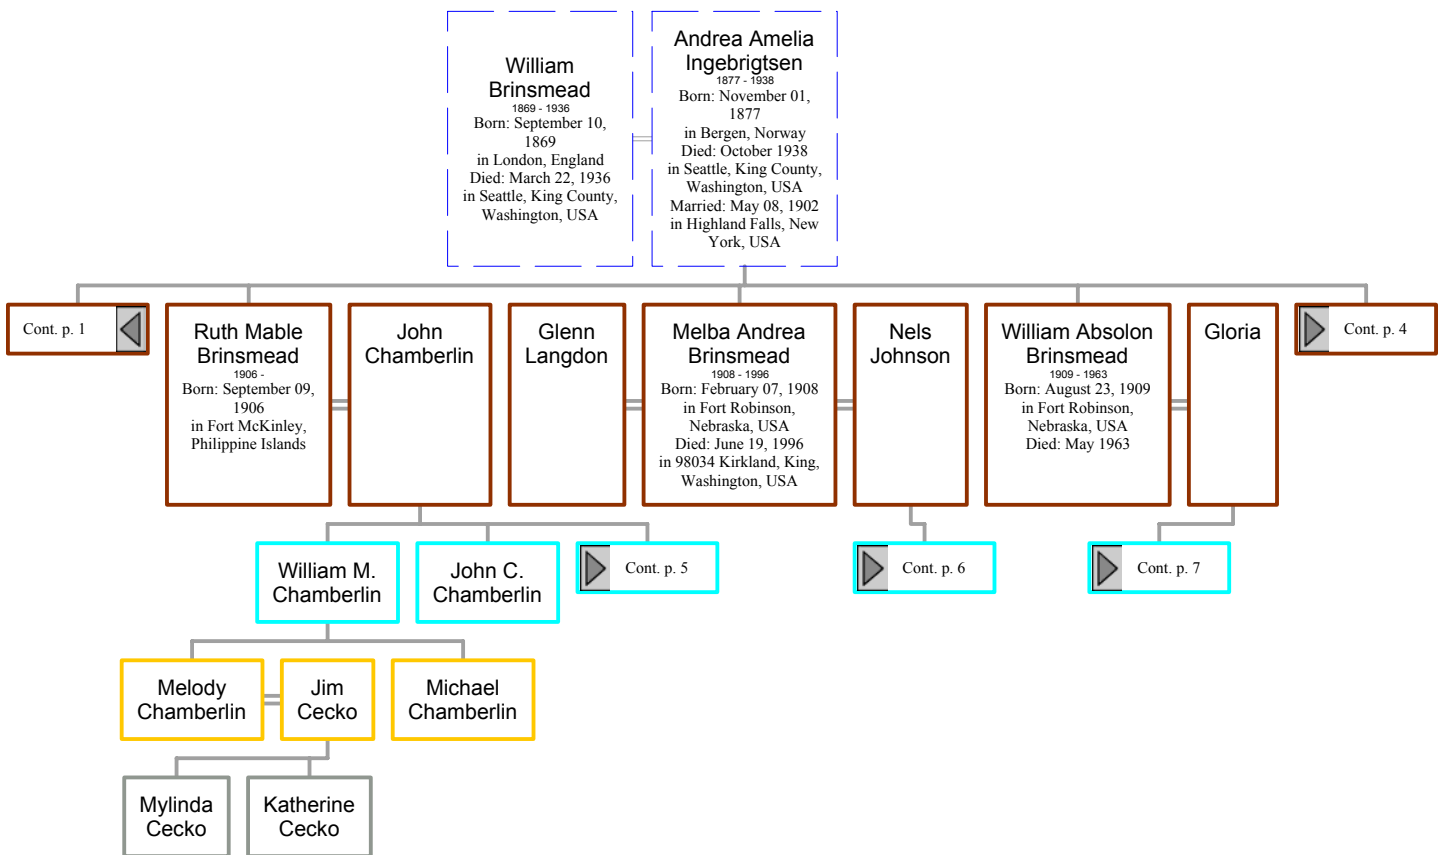 William
Brinsmead
1869 - 1936
Born: September 10,
1869
in London, England
Died: March 22, 1936
in Seattle, King County,
Washington, USA
Andrea Amelia
Ingebrigtsen
1877 - 1938
Born: November 01,
1877
in Bergen, Norway
Died: October 1938
in Seattle, King County,
Washington, USA
Married: May 08, 1902
in Highland Falls, New
York, USA
Cont. p. 1
Ruth Mable
Brinsmead
1906 -
Born: September 09,
1906
in Fort McKinley,
Philippine Islands
John
Chamberlin
Glenn
Langdon
Melba Andrea
Brinsmead
1908 - 1996
Born: February 07, 1908
in Fort Robinson,
Nebraska, USA
Died: June 19, 1996
in 98034 Kirkland, King,
Washington, USA
Nels
Johnson
William Absolon
Brinsmead
1909 - 1963
Born: August 23, 1909
in Fort Robinson,
Nebraska, USA
Died: May 1963
Gloria
Cont. p. 4
William M.
Chamberlin
John C.
Chamberlin
Cont. p. 5
Cont. p. 6
Cont. p. 7
Melody
Chamberlin
Jim
Cecko
Michael
Chamberlin
Mylinda
Cecko
Katherine
Cecko